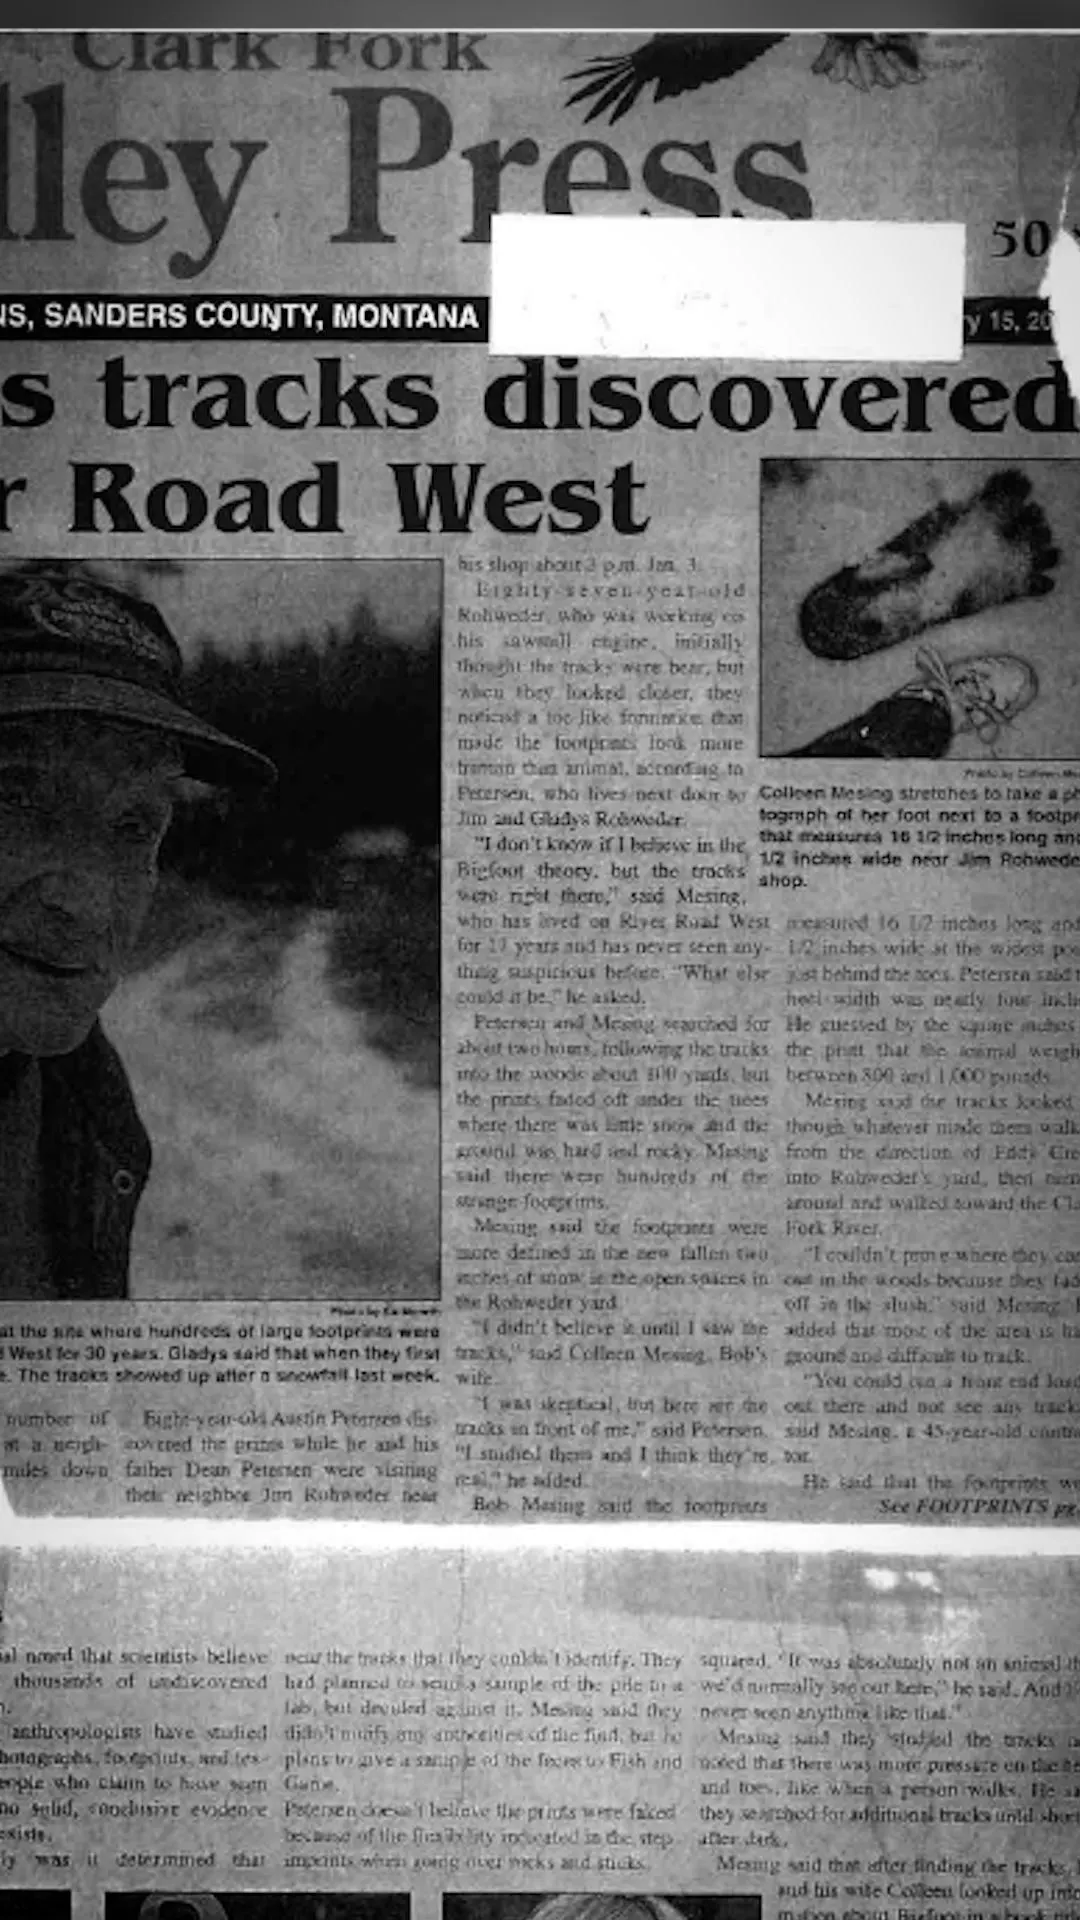 Clark Fork
lley Press
50
NS, SANDERS COUNTY, MONTANA
y 15, 20
s tracks discovered
r Road West
his shop about 3 p.m. Jan. 3.
Eighty-seven-year-old
Rohweder, who was working on
his sawmill engine, initially
thought the tracks were bear, but
when they looked closer, they
noticed a toe-like formation that
made the footprints look more
human than animal, according to
Petersen, who lives next door to
Jim and Gladys Rohweder.
"I don't know if I believe in the
Bigfoot theory, but the tracks
were right there," said Mesing,
who has lived on River Road West
for 17 years and has never seen any-
thing suspicious before. "What else
could it be," he asked.
Petersen and Mesing searched for
about two hours, following the tracks
into the woods about 100 yards, but
the prints faded off under the trees
where there was little snow and the
ground was hard and rocky. Mesing
said there were hundreds of the
strange footprints.
Mesing said the footprints were
more defined in the new fallen two
inches of snow in the open spaces in
the Rohweder yard.
"I didn't believe it until I saw the
tracks," said Colleen Mesing, Bob's
wife.
"I was skeptical, but here are the
tracks in front of me," said Petersen.
"I studied them and I think they're
real," he added.
Bob Mesing said the footprints
Photo by Colleen Me
Colleen Mesing stretches to take a ph
tograph of her foot next to a footpr
that measures 16 1/2 inches long and
1/2 inches wide near Jim Rohwede
shop.
measured 16 1/2 inches long and
1/2 inches wide at the widest poi
just behind the toes. Petersen said t
heel width was nearly four inch
He guessed by the square inches
the print that the animal weigh
between 800 and 1,000 pounds.
Mesing said the tracks looked
though whatever made them walk
from the direction of Eddy Cre
into Rohweder's yard, then turn
around and walked toward the Cla
Fork River.
"I couldn't prove where they can
out in the woods because they fad
off in the slush," said Mesing. H
added that most of the area is ha
ground and difficult to track.
"You could run a front end load
out there and not see any track
said Mesing, a 45-year-old contra
tor.
He said that the footprints we
See FOOTPRINTS pg.
Photo by
at the site where hundreds of large footprints were
d West for 30 years. Gladys said that when they first
e. The tracks showed up after a snowfall last week.
number of
at a neigh-
miles down
Eight-year-old Austin Petersen dis-
covered the prints while he and his
father Dean Petersen were visiting
their neighbor Jim Rohweder near
al noted that scientists believe
thousands of undiscovered
anthropologists have studied
hotographs, footprints, and tes-
eople who claim to have seen
no solid, conclusive evidence
exists.
ly was it determined that
near the tracks that they couldn't identify. They
had planned to send a sample of the pile to a
lab, but decided against it. Mesing said they
didn't notify any authorities of the find, but he
plans to give a sample of the feces to Fish and
Game.
Petersen doesn't believe the prints were faked
because of the flexibility indicated in the step
imprints when going over rocks and sticks.
squared. "It was absolutely not an animal th
we'd normally see out here," he said. And I'
never seen anything like that."
Mesing said they studied the tracks a
noted that there was more pressure on the he
and toes, like when a person walks. He sa
they searched for additional tracks until short
after dark.
Mesing said that after finding the tracks, h
and his wife Colleen looked up info
mation about Bigfoot in a book